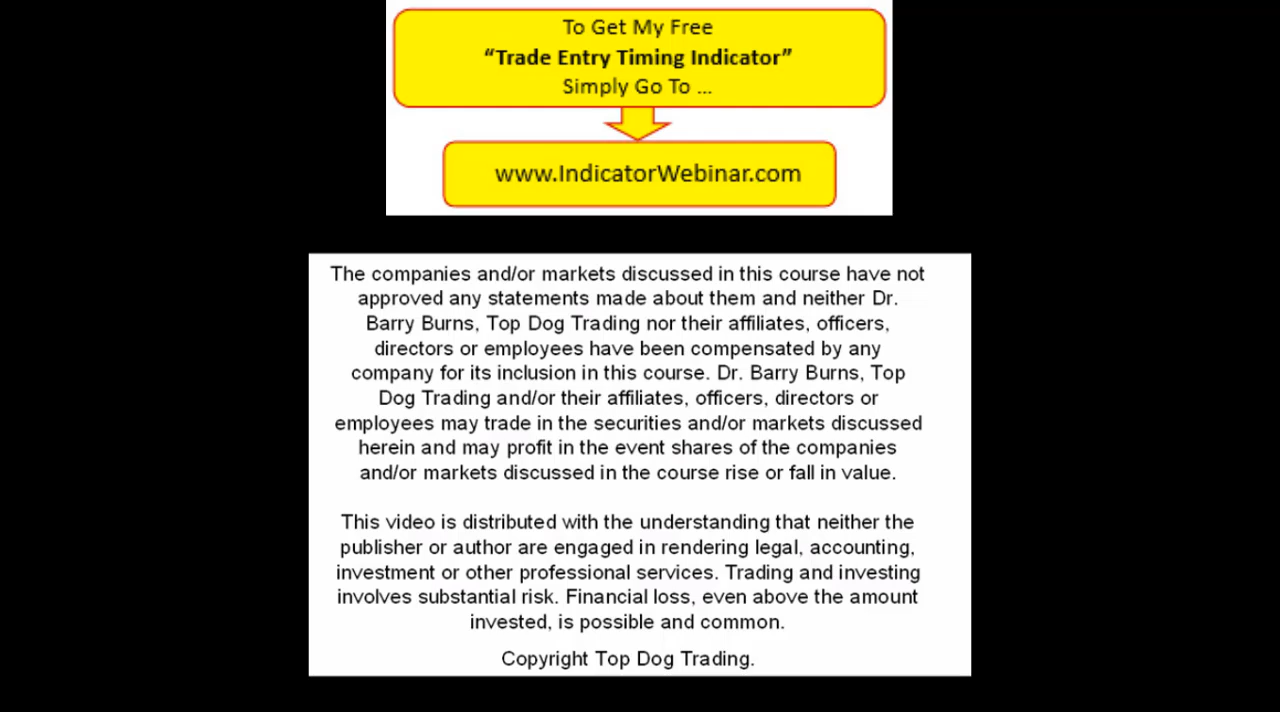 To Get My Free
“Trade Entry Timing Indicator”
Simply Go To ...
www.IndicatorWebinar.com
The companies and/or markets discussed in this course have not
approved any statements made about them and neither Dr.
Barry Burns, Top Dog Trading nor their affiliates, officers,
directors or employees have been compensated by any
company for its inclusion in this course. Dr. Barry Burns, Top
Dog Trading and/or their affiliates, officers, directors or
employees may trade in the securities and/or markets discussed
herein and may profit in the event shares of the companies
and/or markets discussed in the course rise or fall in value.
This video is distributed with the understanding that neither the
publisher or author are engaged in rendering legal, accounting,
investment or other professional services. Trading and investing
involves substantial risk. Financial loss, even above the amount
invested, is possible and common.
Copyright Top Dog Trading.